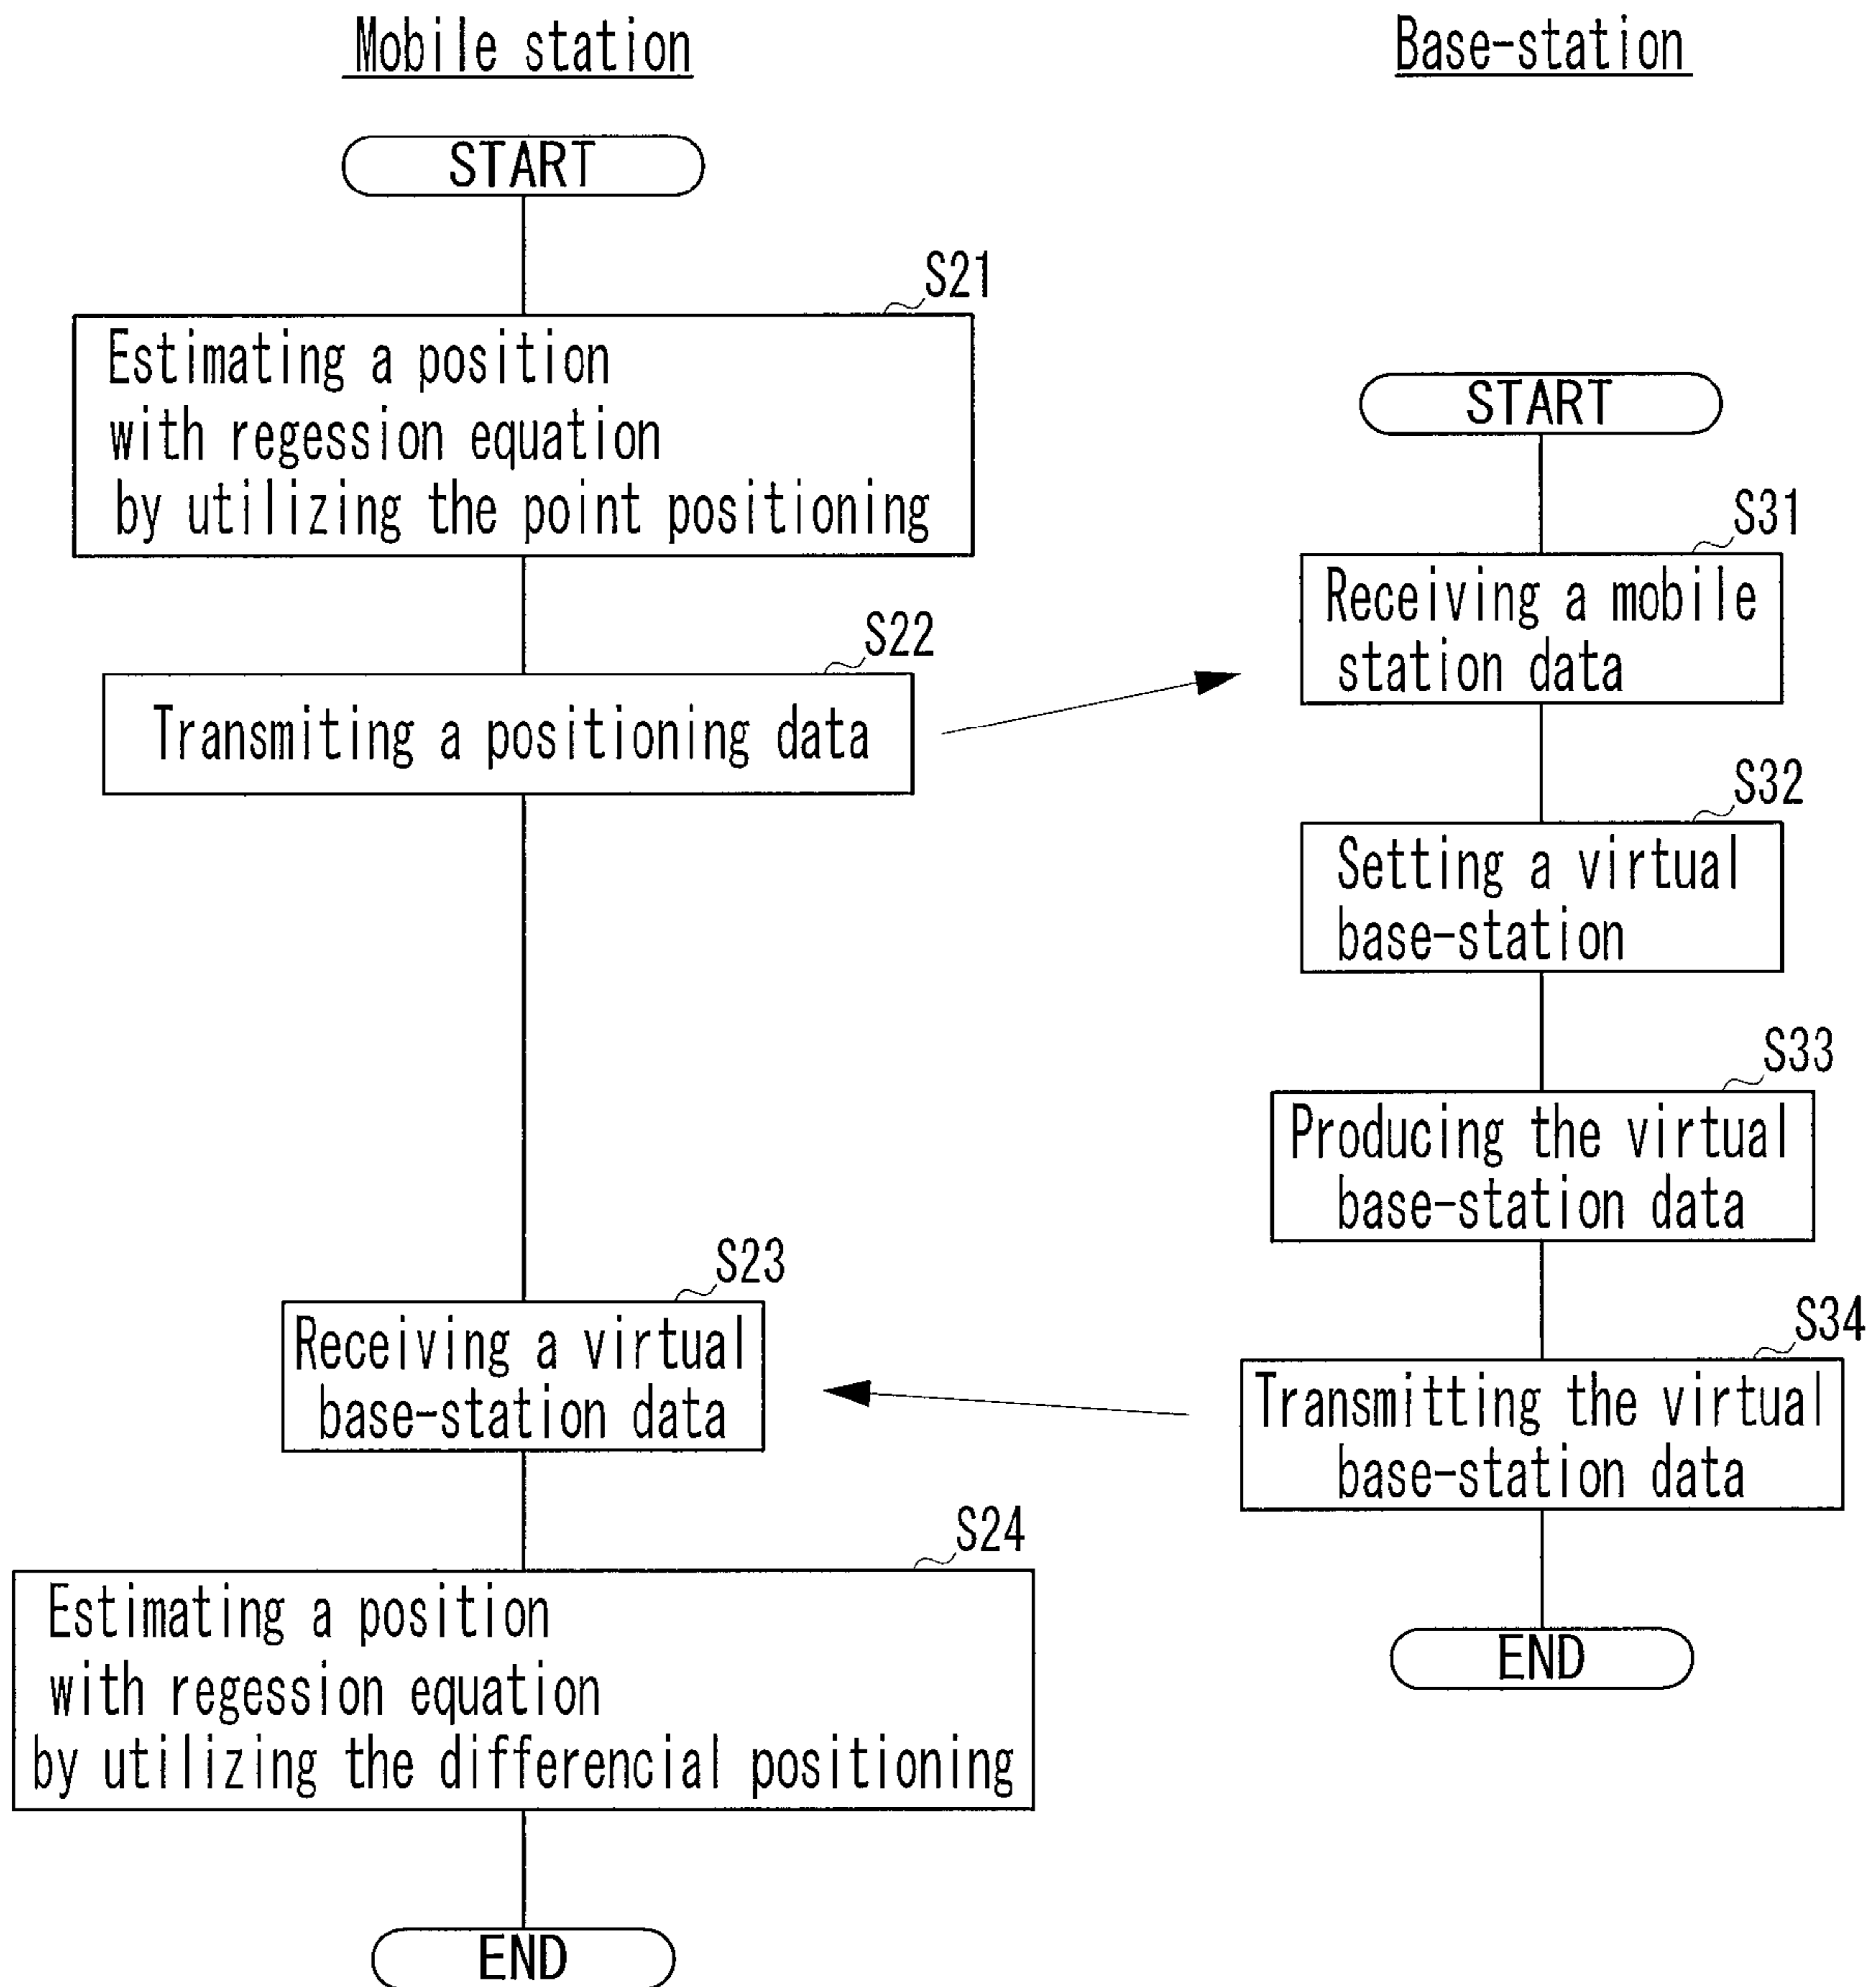 Mobile station
START
S21
Estimating a position
with regession equation
by utilizing the point positioning
S22
Transmiting a positioning data
S23
Receiving a virtual
base-station data
S24
Estimating a position
with regession equation
by utilizing the differencial positioning
END
Base-station
START
S31
Receiving a mobile
station data
S32
Setting a virtual
base-station
S33
Producing the virtual
base-station data
S34
Transmitting the virtual
base-station data
END